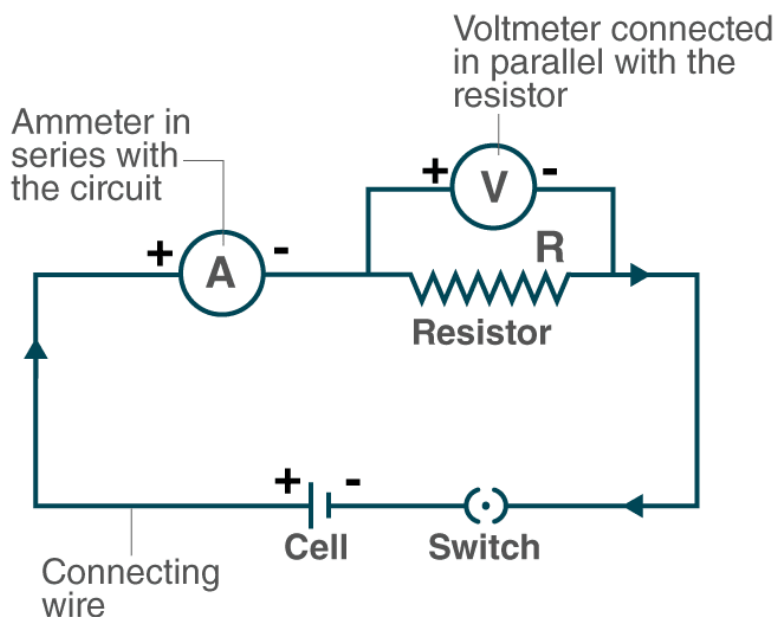 Voltmeter connected
in parallel with the
resistor
Ammeter in
series with
the circuit
+ V -
R
+ A -
Resistor
+ -
Cell
Switch
Connecting
wire